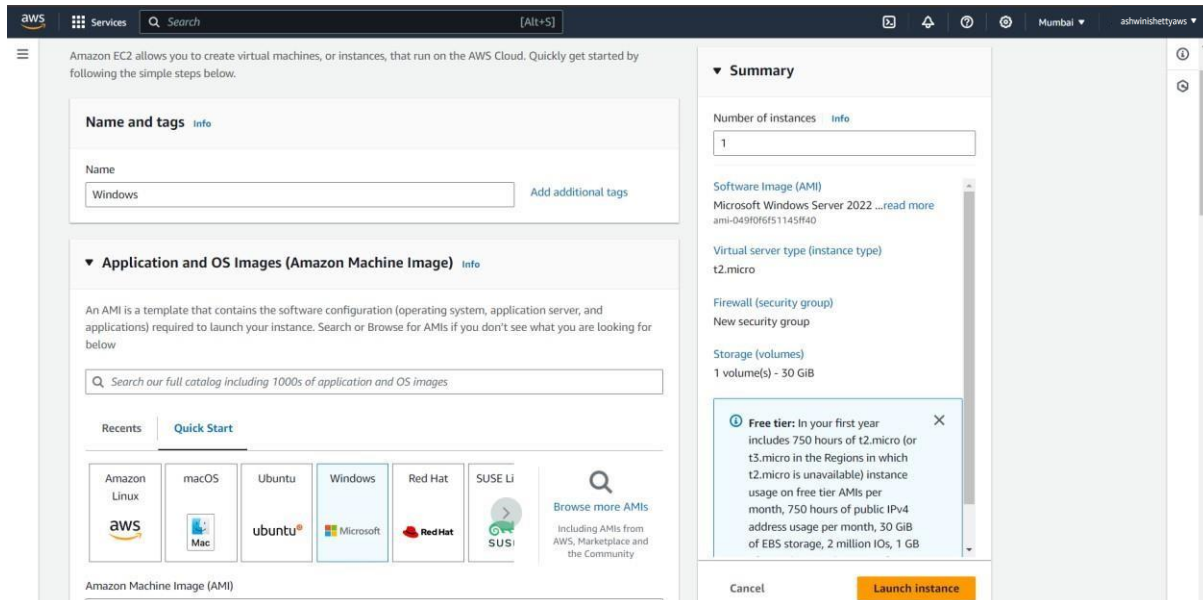 aws
Services
Search
[Alt+S]
Mumbai
ashwinishettyaws
Amazon EC2 allows you to create virtual machines, or instances, that run on the AWS Cloud. Quickly get started by
following the simple steps below.
Name and tags Info
Name
Windows
Add additional tags
Application and OS Images (Amazon Machine Image) Info
An AMI is a template that contains the software configuration (operating system, application server, and
applications) required to launch your instance. Search or Browse for AMIs if you don't see what you are looking for
below
Search our full catalog including 1000s of application and OS images
Recents
Quick Start
Amazon
Linux
aws
macOS
Mac
Ubuntu
ubuntu
Windows
Microsoft
Red Hat
RedHat
SUSE Li
SUS
Browse more AMIs
Including AMIs from
AWS, Marketplace and
the Community
Amazon Machine Image (AMI)
Summary
Number of instances Info
1
Software Image (AMI)
Microsoft Windows Server 2022 ...read more
ami-049f0f6f51145ff40
Virtual server type (instance type)
t2.micro
Firewall (security group)
New security group
Storage (volumes)
1 volume(s) - 30 GiB
Free tier: In your first year
includes 750 hours of t2.micro (or
t3.micro in the Regions in which
t2.micro is unavailable) instance
usage on free tier AMIs per
month, 750 hours of public IPv4
address usage per month, 30 GiB
of EBS storage, 2 million IOs, 1 GB
Cancel
Launch instance